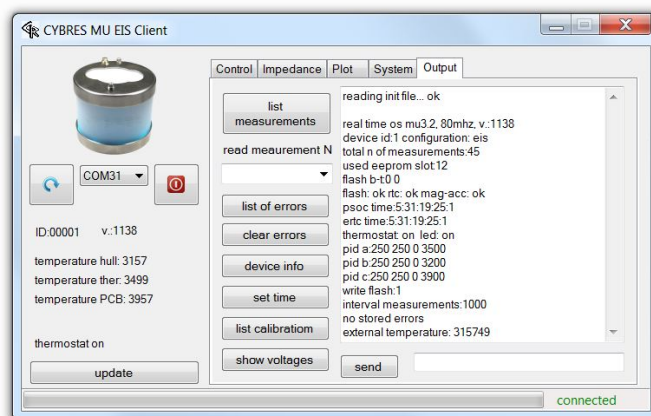 CYBRES MU EIS Client
Control Impedance Plot System Output
list
measurements
read meaurement N
list of errors
clear errors
device info
set time
list calibratiom
show voltages
reading init file... ok
real time os mu3.2, 80mhz, v.:1138
device id:1 configuration: eis
total n of measurements:45
used eeprom slot:12
flash b-t:0 0
flash: ok rtc: ok mag-acc: ok
psoc time:5:31:19:25:1
ertc time:5:31:19:25:1
thermostat: on led: on
pid a:250 250 0 3500
pid b:250 250 0 3200
pid c:250 250 0 3900
write flash:1
interval measurements:1000
no stored errors
external temperature: 315749
send
COM31
ID:00001 v.:1138
temperature hull: 3157
temperature ther: 3499
temperature PCB: 3957
thermostat on
update
connected